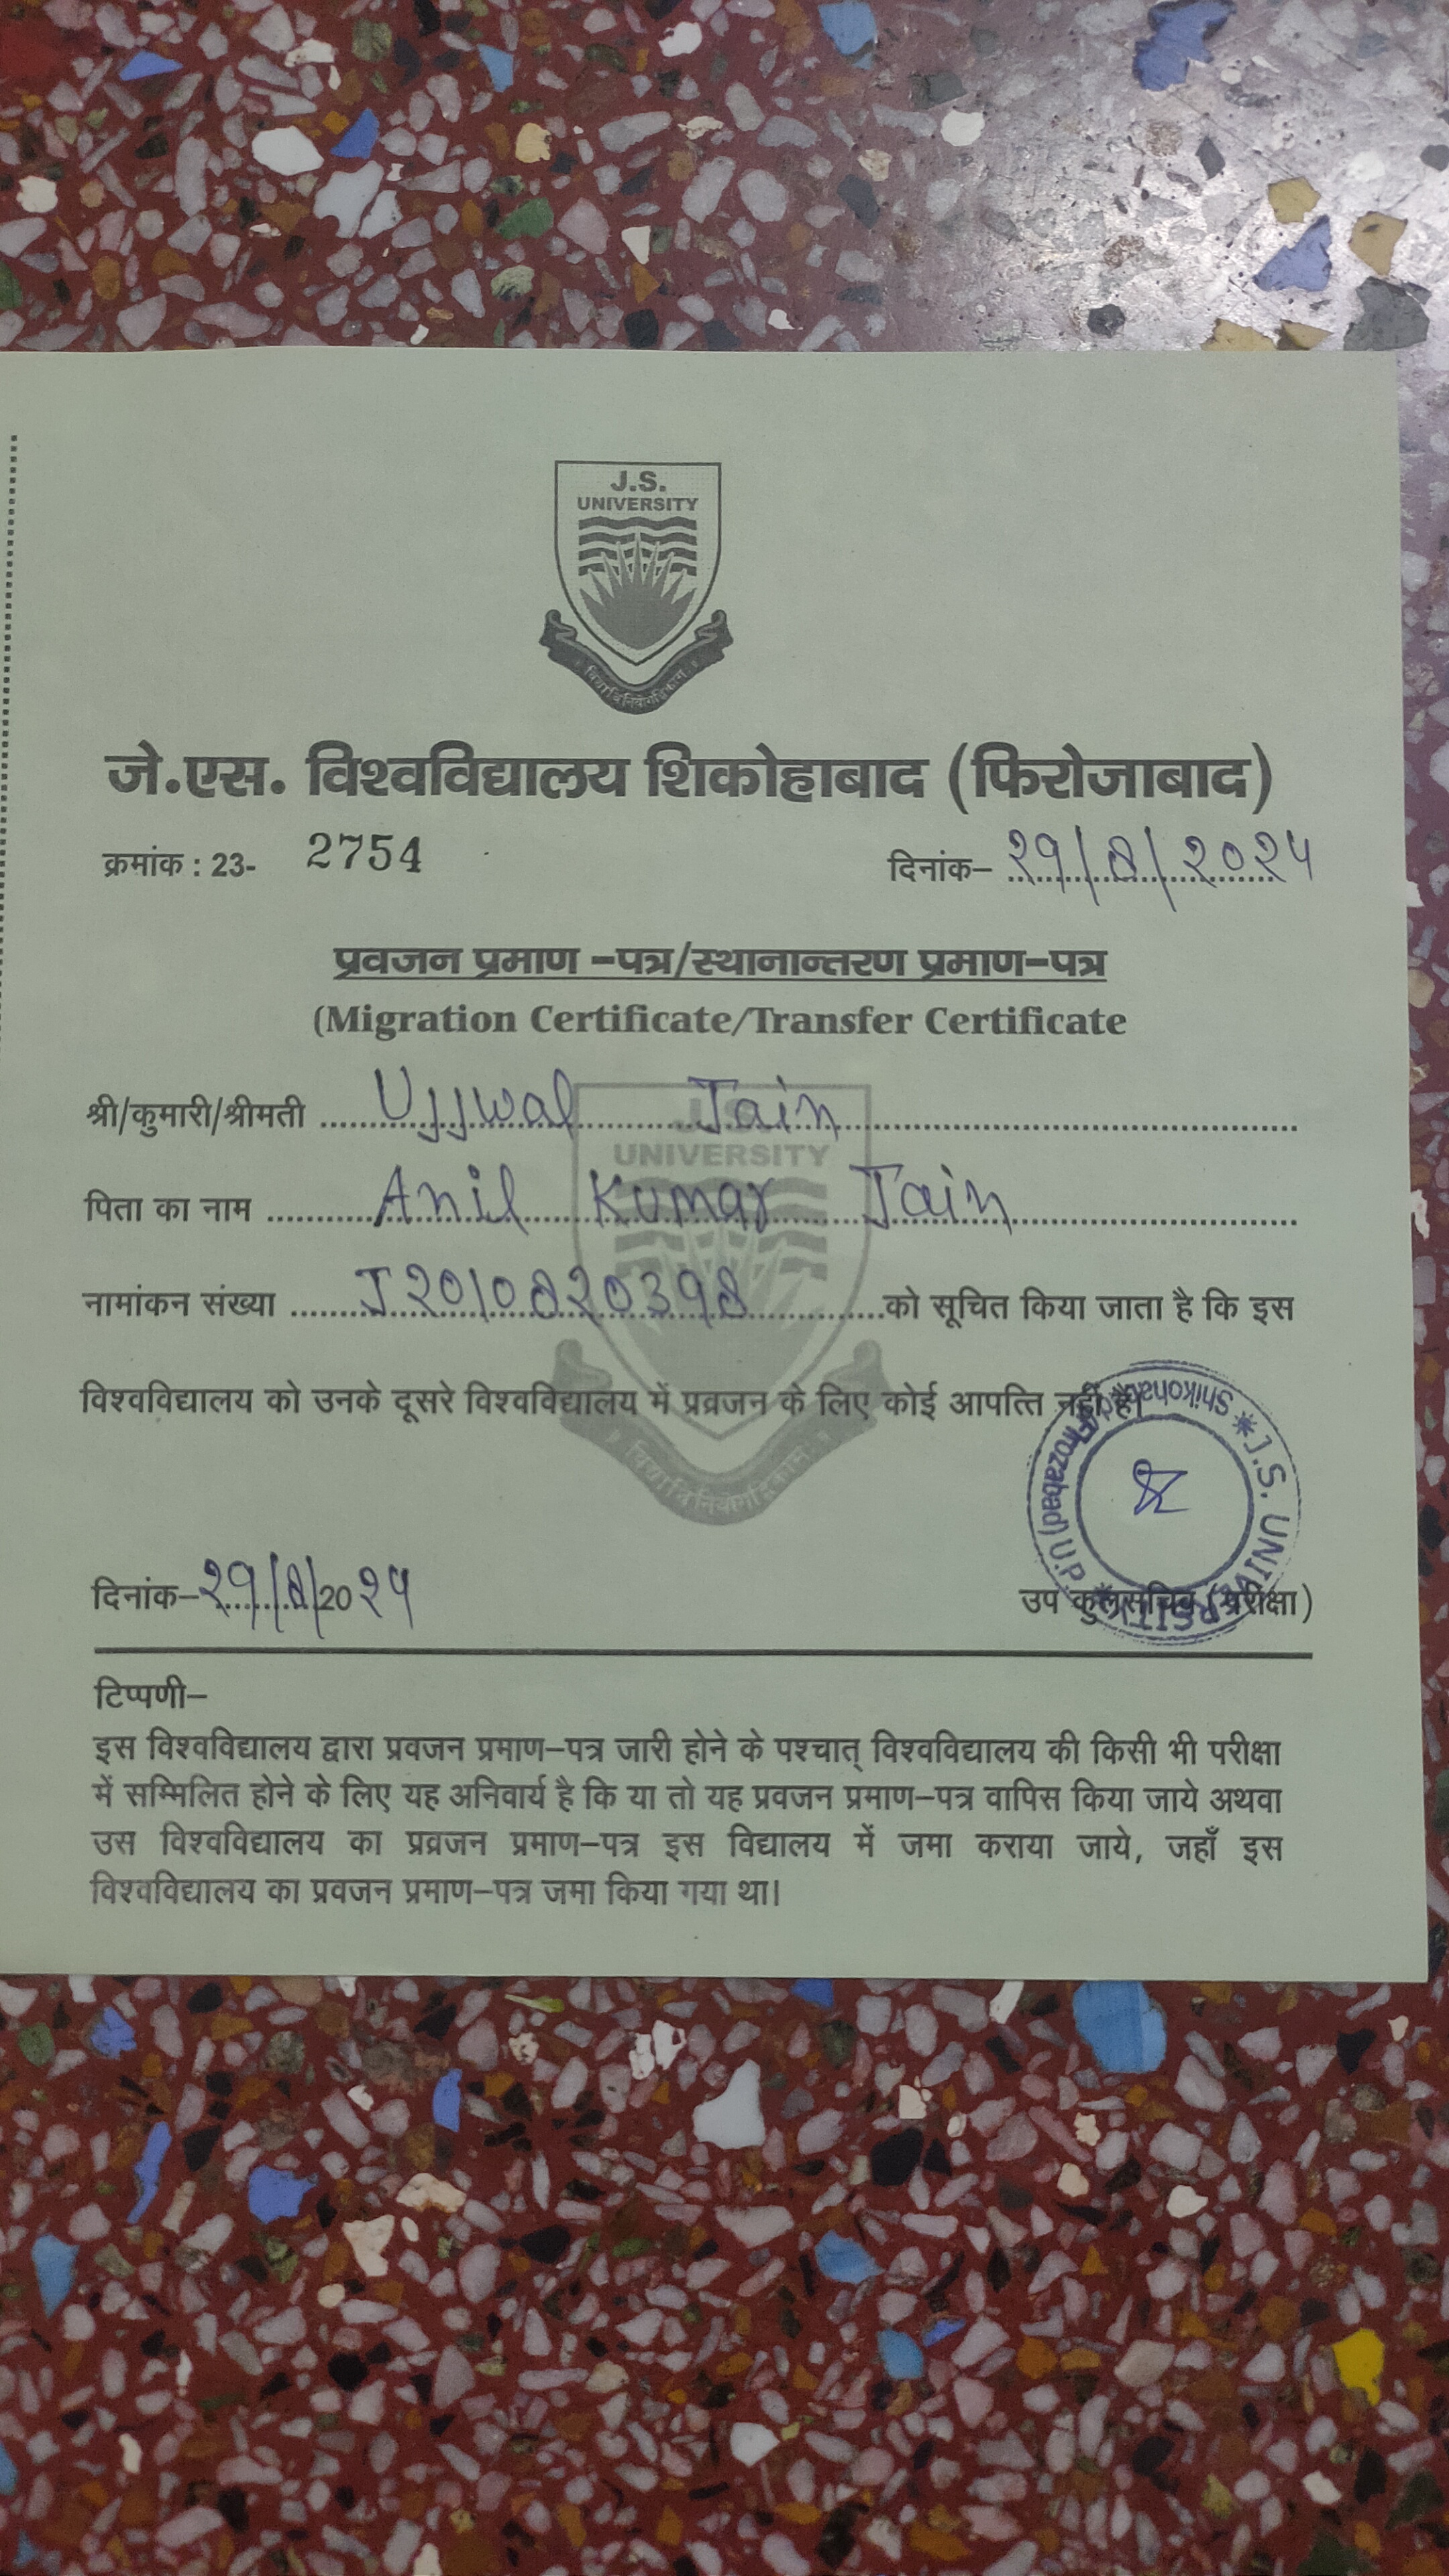 J.S.
UNIVERSITY
जे.एस. विश्वविद्यालय शिकोहाबाद (फिरोजाबाद)
क्रमांक : 23- 2754 दिनांक– 29/8/2024
प्रवजन प्रमाण –पत्र/स्थानान्तरण प्रमाण–पत्र
(Migration Certificate/Transfer Certificate
श्री/कुमारी/श्रीमती Ujjwal Jain
UNIVERSITY
पिता का नाम Anil Kumar Jain
नामांकन संख्या J2010820398 को सूचित किया जाता है कि इस
विश्वविद्यालय को उनके दूसरे विश्वविद्यालय में प्रव्रजन के लिए कोई आपत्ति नहीं है।
* J.S. UNIVERSITY * Shikohabad (Firozabad) U.P.
दिनांक–29/8/2024 उप कुलसचिव (परीक्षा)
टिप्पणी–
इस विश्वविद्यालय द्वारा प्रवजन प्रमाण–पत्र जारी होने के पश्चात् विश्वविद्यालय की किसी भी परीक्षा
में सम्मिलित होने के लिए यह अनिवार्य है कि या तो यह प्रवजन प्रमाण–पत्र वापिस किया जाये अथवा
उस विश्वविद्यालय का प्रव्रजन प्रमाण–पत्र इस विद्यालय में जमा कराया जाये, जहाँ इस
विश्वविद्यालय का प्रवजन प्रमाण–पत्र जमा किया गया था।